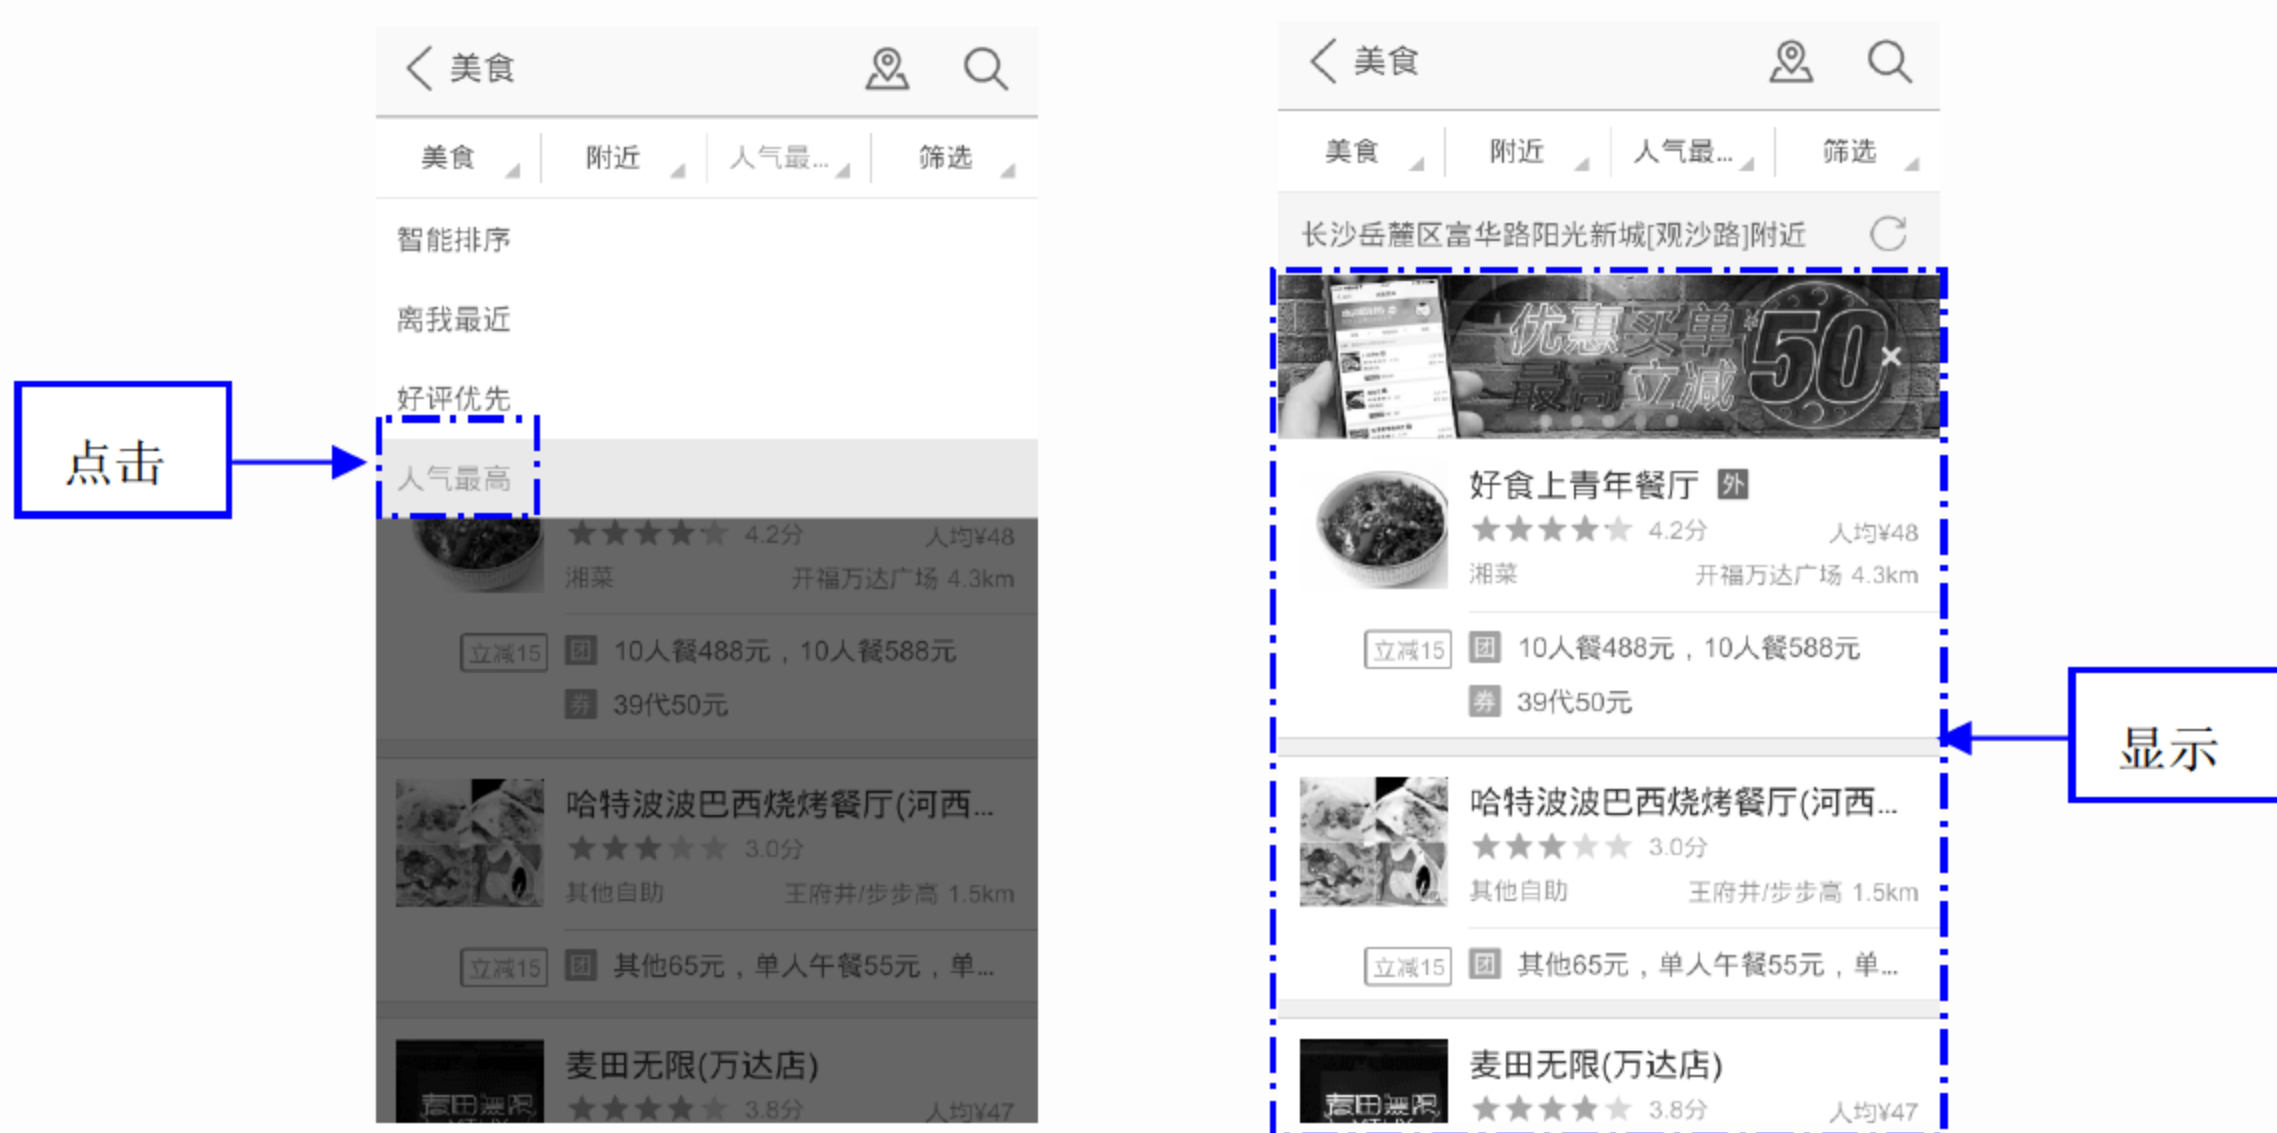 美食
美食 附近 人气最... 筛选
智能排序
离我最近
好评优先
人气最高
4.2分 人均¥48
湘菜 开福万达广场 4.3km
立减15 团 10人餐488元，10人餐588元
券 39代50元
哈特波波巴西烧烤餐厅(河西...
3.0分
其他自助 王府井/步步高 1.5km
立减15 团 其他65元，单人午餐55元，单...
麦田无限(万达店)
麦田無限
3.8分 人均¥47
点击
美食
美食 附近 人气最... 筛选
长沙岳麓区富华路阳光新城[观沙路]附近
优惠买单
最高立减 50
好食上青年餐厅 外
4.2分 人均¥48
湘菜 开福万达广场 4.3km
立减15 团 10人餐488元，10人餐588元
券 39代50元
哈特波波巴西烧烤餐厅(河西...
3.0分
其他自助 王府井/步步高 1.5km
立减15 团 其他65元，单人午餐55元，单...
麦田无限(万达店)
麦田無限
3.8分 人均¥47
显示